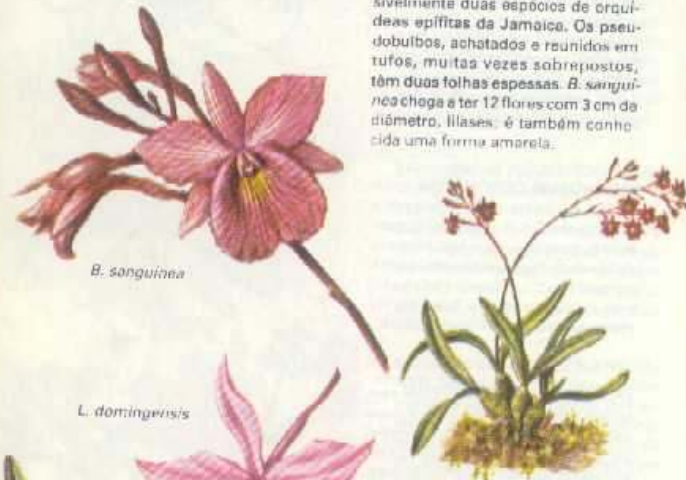 sivelmente duas espécies de orquí-
deas epífitas da Jamaica. Os pseu-
dobulbos, achatados e reunidos em
tufos, muitas vezes sobrepostos,
têm duas folhas espessas. B. sanguí-
nea chega a ter 12 flores com 3 cm de
diâmetro, lilases; é também conhe-
cida uma forma amarela.
B. sanguinea
L. domingensis